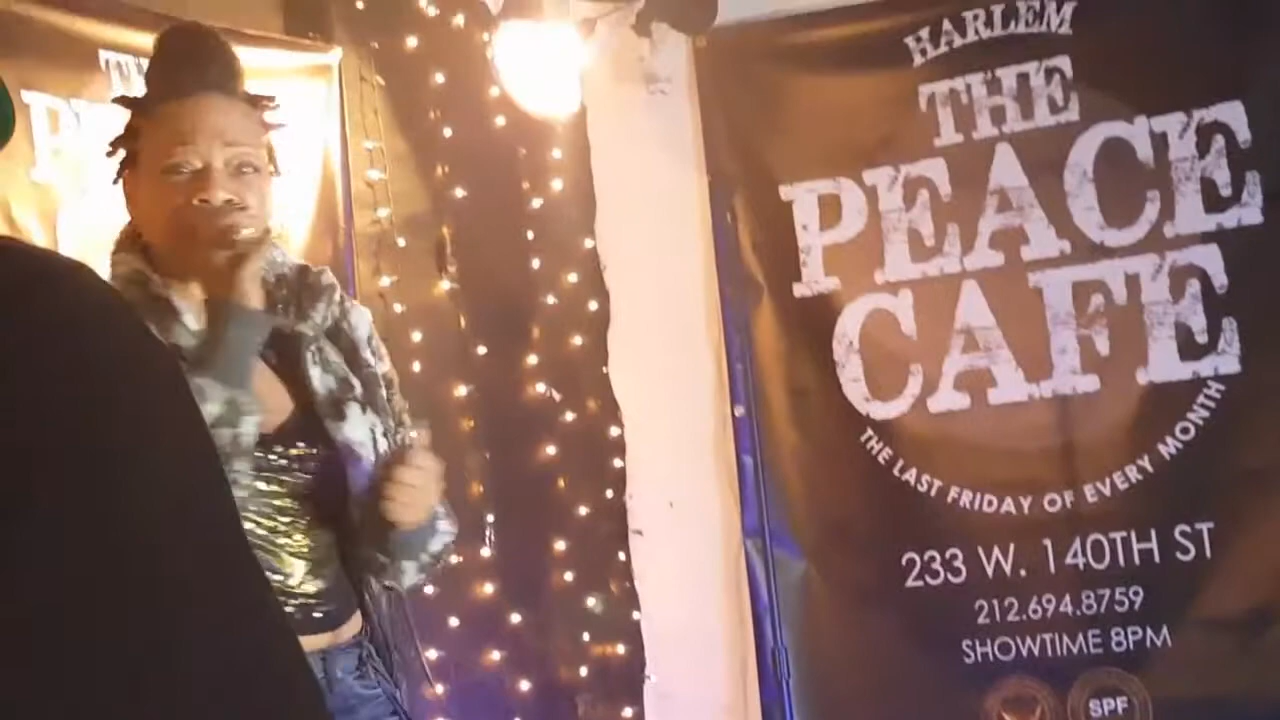 HARLEM
THE
PEACE
CAFE
THE LAST FRIDAY OF EVERY MONTH
233 W. 140TH ST
212.694.8759
SHOWTIME 8PM
SPF